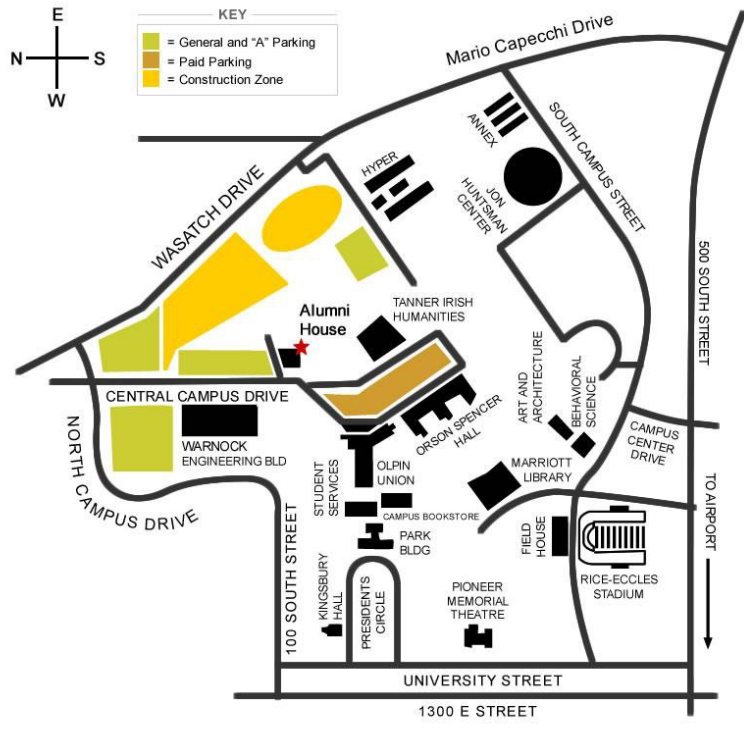 E
N
S
W
KEY
= General and "A" Parking
= Paid Parking
= Construction Zone
Mario Capecchi Drive
ANNEX
SOUTH CAMPUS STREET
HYPER
JON
HUNTSMAN
CENTER
WASATCH DRIVE
500 SOUTH STREET
Alumni
House
TANNER IRISH
HUMANITIES
ART AND
ARCHITECTURE
BEHAVIORAL
SCIENCE
CENTRAL CAMPUS DRIVE
ORSON SPENCER
HALL
CAMPUS
CENTER
DRIVE
NORTH CAMPUS DRIVE
WARNOCK
ENGINEERING BLD
STUDENT
SERVICES
OLPIN
UNION
MARRIOTT
LIBRARY
TO AIRPORT
CAMPUS BOOKSTORE
100 SOUTH STREET
PARK
BLDG
FIELD
HOUSE
RICE-ECCLES
STADIUM
KINGSBURY
HALL
PRESIDENTS
CIRCLE
PIONEER
MEMORIAL
THEATRE
UNIVERSITY STREET
1300 E STREET